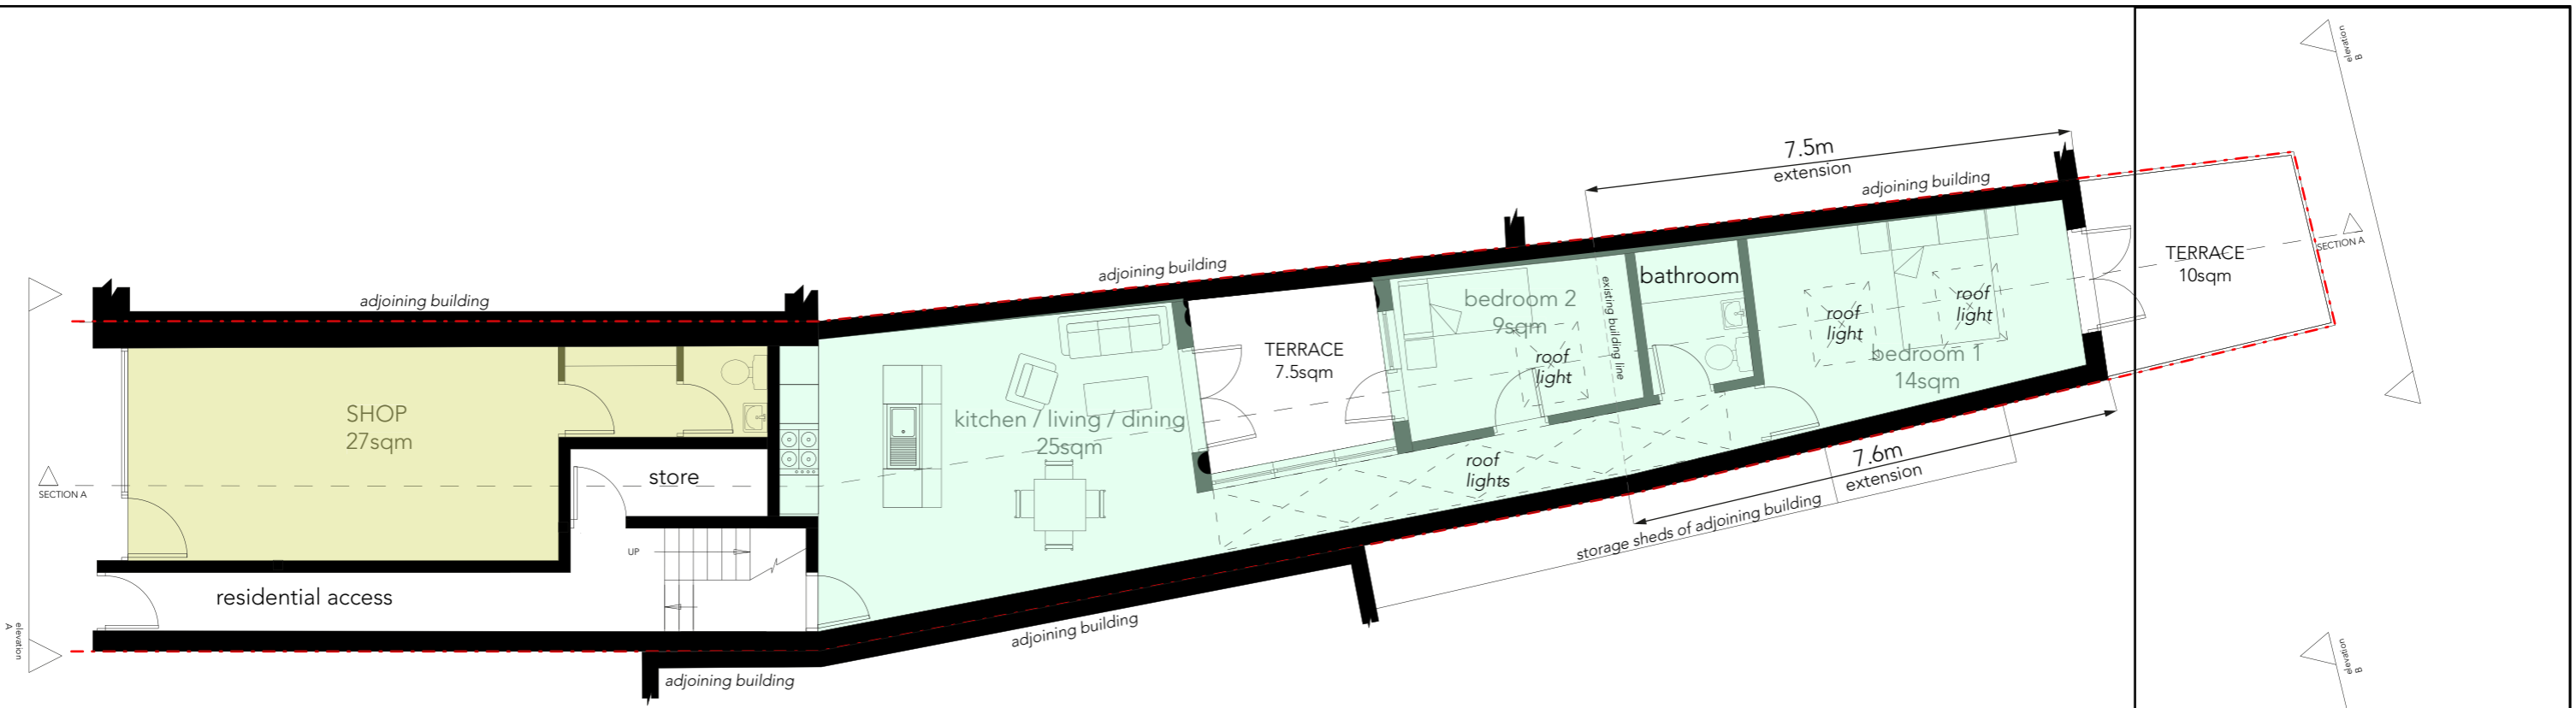 B
elevation
7.5m
extension
adjoining building
adjoining building
adjoining building
TERRACE
10sqm
SECTION A
bathroom
bedroom 2
9sqm
existing building line
roof
light
roof
light
roof
light
bedroom 1
14sqm
TERRACE
7.5sqm
SHOP
27sqm
kitchen / living / dining
25sqm
store
SECTION A
roof
lights
7.6m
extension
storage sheds of adjoining building
UP
residential access
elevation
A
adjoining building
adjoining building
B
elevation